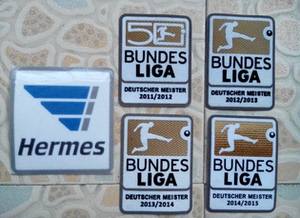 50
BUNDES
LIGA
DEUTSCHER MEISTER
2011/2012
BUNDES
LIGA
DEUTSCHER MEISTER
2012/2013
Hermes
BUNDES
LIGA
DEUTSCHER MEISTER
2013/2014
BUNDES
LIGA
DEUTSCHER MEISTER
2014/2015